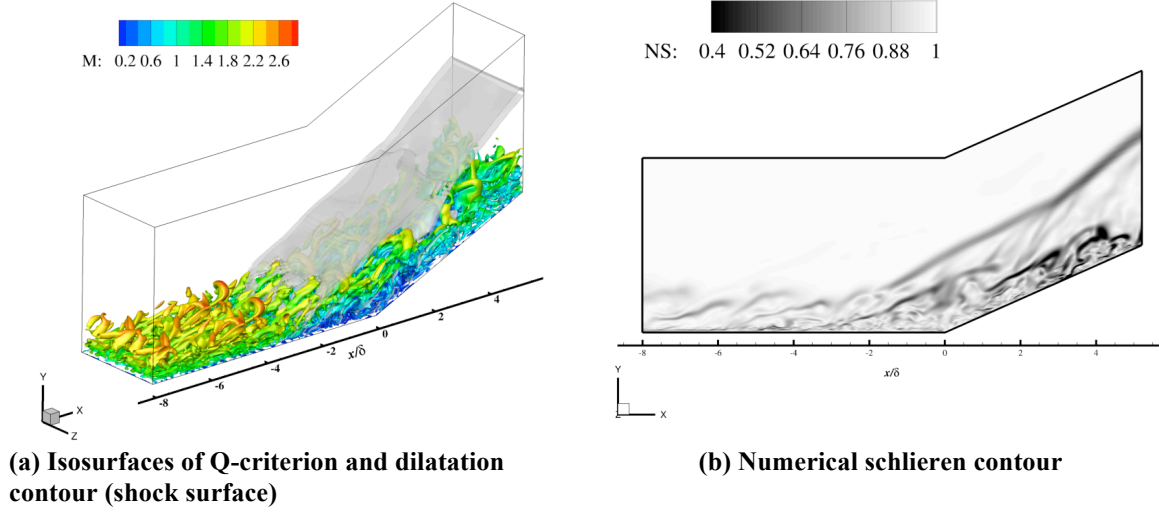 M: 0.2 0.6 1 1.4 1.8 2.2 2.6
-8 -6 -4 -2 0 2 4
x/δ
Y
X
Z
(a) Isosurfaces of Q-criterion and dilatation
contour (shock surface)
NS: 0.4 0.52 0.64 0.76 0.88 1
-8 -6 -4 -2 0 2 4
x/δ
Y
Z X
(b) Numerical schlieren contour